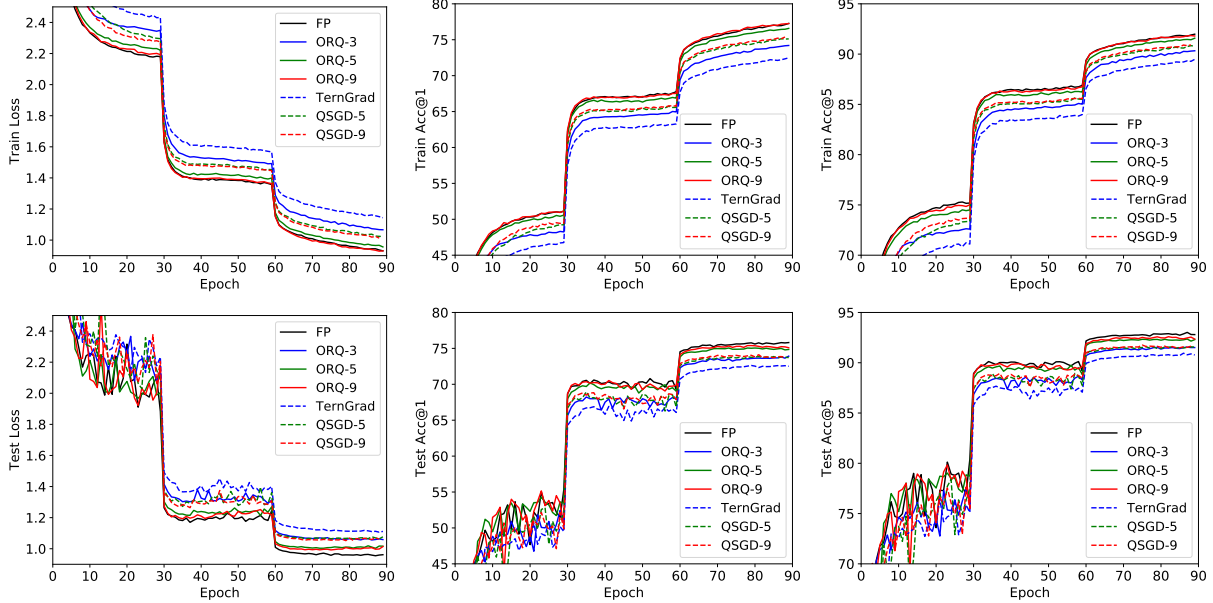 Train Loss
2.4
2.2
2.0
1.8
1.6
1.4
1.2
1.0
0 10 20 30 40 50 60 70 80 90
Epoch
FP
ORQ-3
ORQ-5
ORQ-9
TernGrad
QSGD-5
QSGD-9
Train Acc@1
80
75
70
65
60
55
50
45
0 10 20 30 40 50 60 70 80 90
Epoch
FP
ORQ-3
ORQ-5
ORQ-9
TernGrad
QSGD-5
QSGD-9
Train Acc@5
95
90
85
80
75
70
0 10 20 30 40 50 60 70 80 90
Epoch
FP
ORQ-3
ORQ-5
ORQ-9
TernGrad
QSGD-5
QSGD-9
Test Loss
2.4
2.2
2.0
1.8
1.6
1.4
1.2
1.0
0 10 20 30 40 50 60 70 80 90
Epoch
FP
ORQ-3
ORQ-5
ORQ-9
TernGrad
QSGD-5
QSGD-9
Test Acc@1
80
75
70
65
60
55
50
45
0 10 20 30 40 50 60 70 80 90
Epoch
FP
ORQ-3
ORQ-5
ORQ-9
TernGrad
QSGD-5
QSGD-9
Test Acc@5
95
90
85
80
75
70
0 10 20 30 40 50 60 70 80 90
Epoch
FP
ORQ-3
ORQ-5
ORQ-9
TernGrad
QSGD-5
QSGD-9